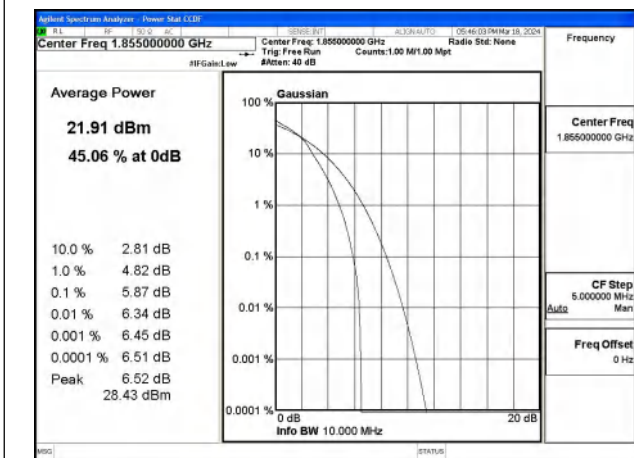 Agilent Spectrum Analyzer - Power Stat CCDF
RL RF 50 Ω AC SENSE:INT ALIGN AUTO 05:46:03 PM Mar 18, 2024
Center Freq 1.855000000 GHz
Center Freq: 1.855000000 GHz Radio Std: None
Trig: Free Run Counts:1.00 M/1.00 Mpt
#IFGain:Low #Atten: 40 dB
Frequency
Average Power
21.91 dBm
45.06 % at 0dB
10.0 % 2.81 dB
1.0 % 4.82 dB
0.1 % 5.87 dB
0.01 % 6.34 dB
0.001 % 6.45 dB
0.0001 % 6.51 dB
Peak 6.52 dB
28.43 dBm
Gaussian
100 %
10 %
1 %
0.1 %
0.01 %
0.001 %
0.0001 %
0 dB 20 dB
Info BW 10.000 MHz
Center Freq
1.855000000 GHz
CF Step
5.000000 MHz
Auto Man
Freq Offset
0 Hz
MSG STATUS